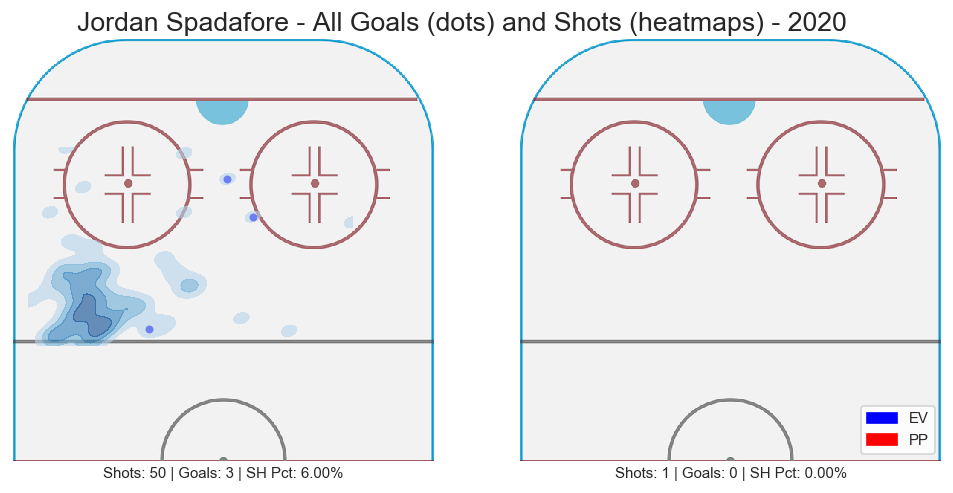 Jordan Spadafore - All Goals (dots) and Shots (heatmaps) - 2020
EV
PP
Shots: 50 | Goals: 3 | SH Pct: 6.00%
Shots: 1 | Goals: 0 | SH Pct: 0.00%